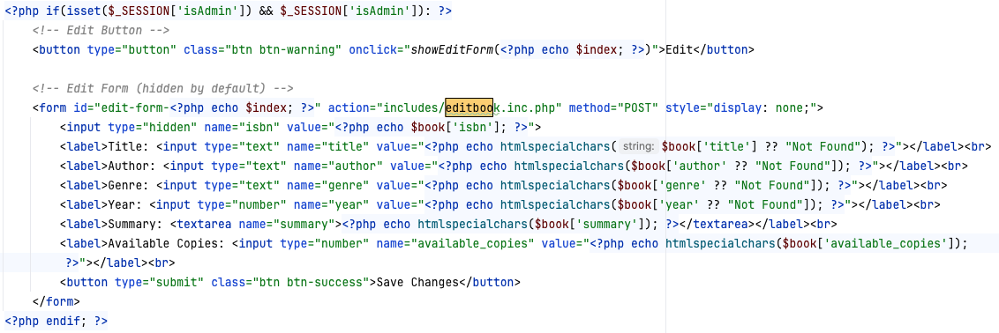 <?php if(isset($_SESSION['isAdmin']) && $_SESSION['isAdmin']): ?>
<!-- Edit Button -->
<button type="button" class="btn btn-warning" onclick="showEditForm(<?php echo $index; ?>)">Edit</button>
<!-- Edit Form (hidden by default) -->
<form id="edit-form-<?php echo $index; ?>" action="includes/editbook.inc.php" method="POST" style="display: none;">
<input type="hidden" name="isbn" value="<?php echo $book['isbn']; ?>">
<label>Title: <input type="text" name="title" value="<?php echo htmlspecialchars( string: $book['title'] ?? "Not Found"); ?>"></label><br>
<label>Author: <input type="text" name="author" value="<?php echo htmlspecialchars($book['author' ?? "Not Found"]); ?>"></label><br>
<label>Genre: <input type="text" name="genre" value="<?php echo htmlspecialchars($book['genre' ?? "Not Found"]); ?>"></label><br>
<label>Year: <input type="number" name="year" value="<?php echo htmlspecialchars($book['year' ?? "Not Found"]); ?>"></label><br>
<label>Summary: <textarea name="summary"><?php echo htmlspecialchars($book['summary']); ?></textarea></label><br>
<label>Available Copies: <input type="number" name="available_copies" value="<?php echo htmlspecialchars($book['available_copies']);
?>"></label><br>
<button type="submit" class="btn btn-success">Save Changes</button>
</form>
<?php endif; ?>